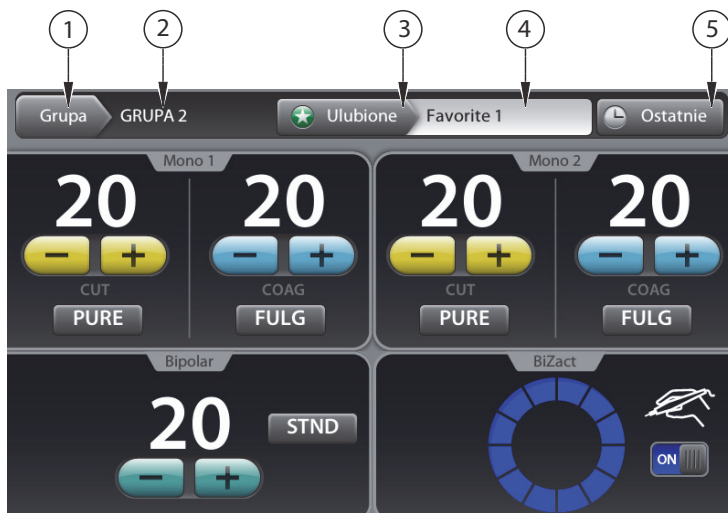 1 2 3 4 5
Grupa GRUPA 2 Ulubione Favorite 1 Ostatnie
Mono 1 Mono 2
20 20 20 20
− + − + − + − +
CUT COAG CUT COAG
PURE FULG PURE FULG
Bipolar BiZact
20 STND
− + ON